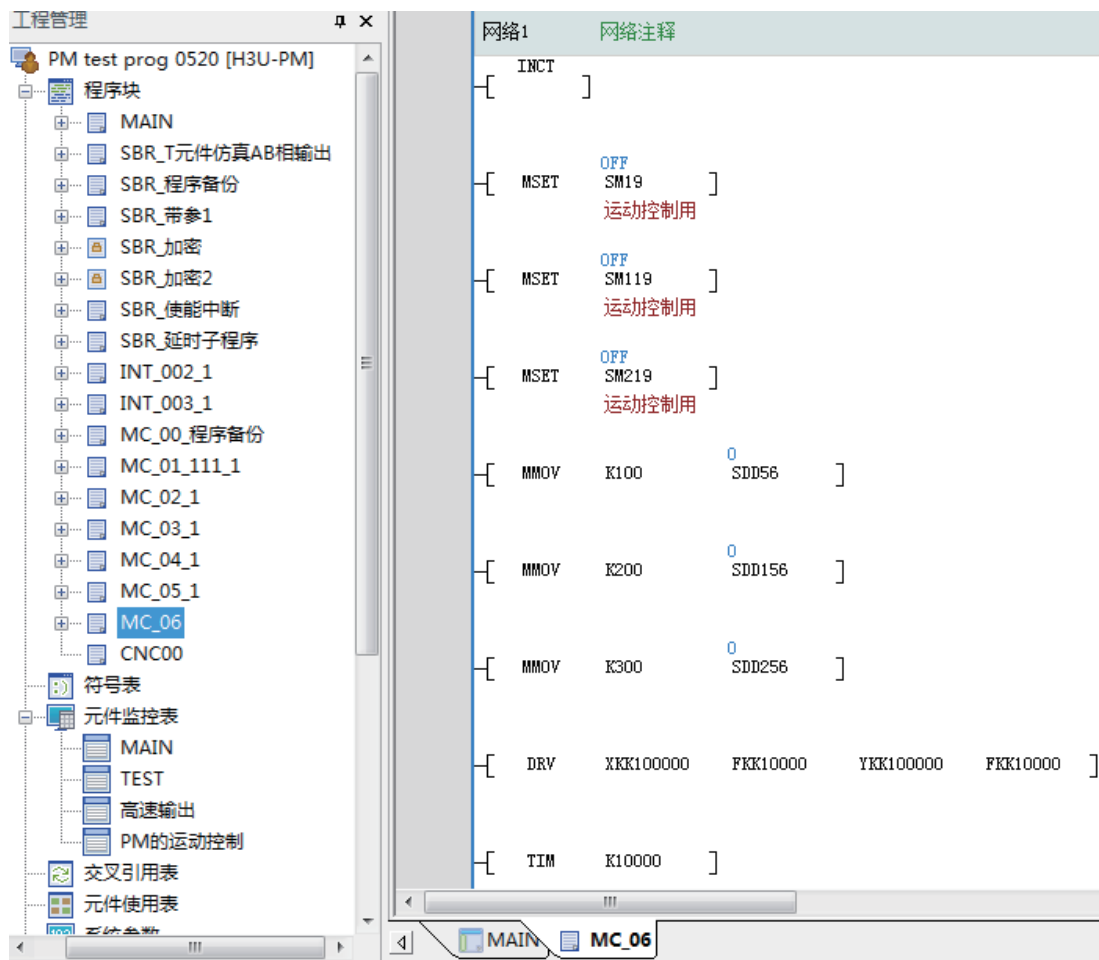 工程管理
PM test prog 0520 [H3U-PM]
程序块
MAIN
SBR_T元件仿真AB相输出
SBR_程序备份
SBR_带参1
SBR_加密
SBR_加密2
SBR_使能中断
SBR_延时子程序
INT_002_1
INT_003_1
MC_00_程序备份
MC_01_111_1
MC_02_1
MC_03_1
MC_04_1
MC_05_1
MC_06
CNC00
符号表
元件监控表
MAIN
TEST
高速输出
PM的运动控制
交叉引用表
元件使用表
系统参数
网络1 网络注释
[ INCT ]
OFF
[ MSET SM19 ]
运动控制用
OFF
[ MSET SM119 ]
运动控制用
OFF
[ MSET SM219 ]
运动控制用
0
[ MMOV K100 SDD56 ]
0
[ MMOV K200 SDD156 ]
0
[ MMOV K300 SDD256 ]
[ DRV XKK100000 FKK10000 YKK100000 FKK10000 ]
[ TIM K10000 ]
MAIN MC_06